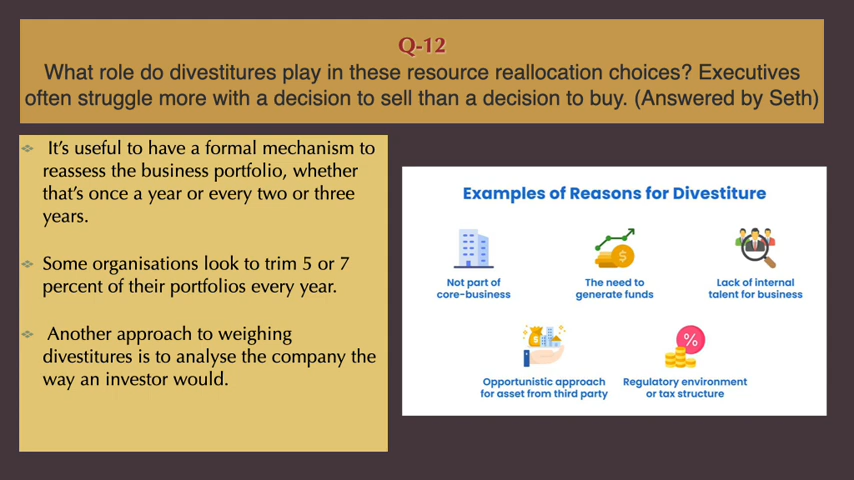 Q-12
What role do divestitures play in these resource reallocation choices? Executives
often struggle more with a decision to sell than a decision to buy. (Answered by Seth)
It's useful to have a formal mechanism to
reassess the business portfolio, whether
that's once a year or every two or three
years.
Some organisations look to trim 5 or 7
percent of their portfolios every year.
Another approach to weighing
divestitures is to analyse the company the
way an investor would.
Examples of Reasons for Divestiture
Not part of
core-business
The need to
generate funds
Lack of internal
talent for business
Opportunistic approach
for asset from third party
Regulatory environment
or tax structure